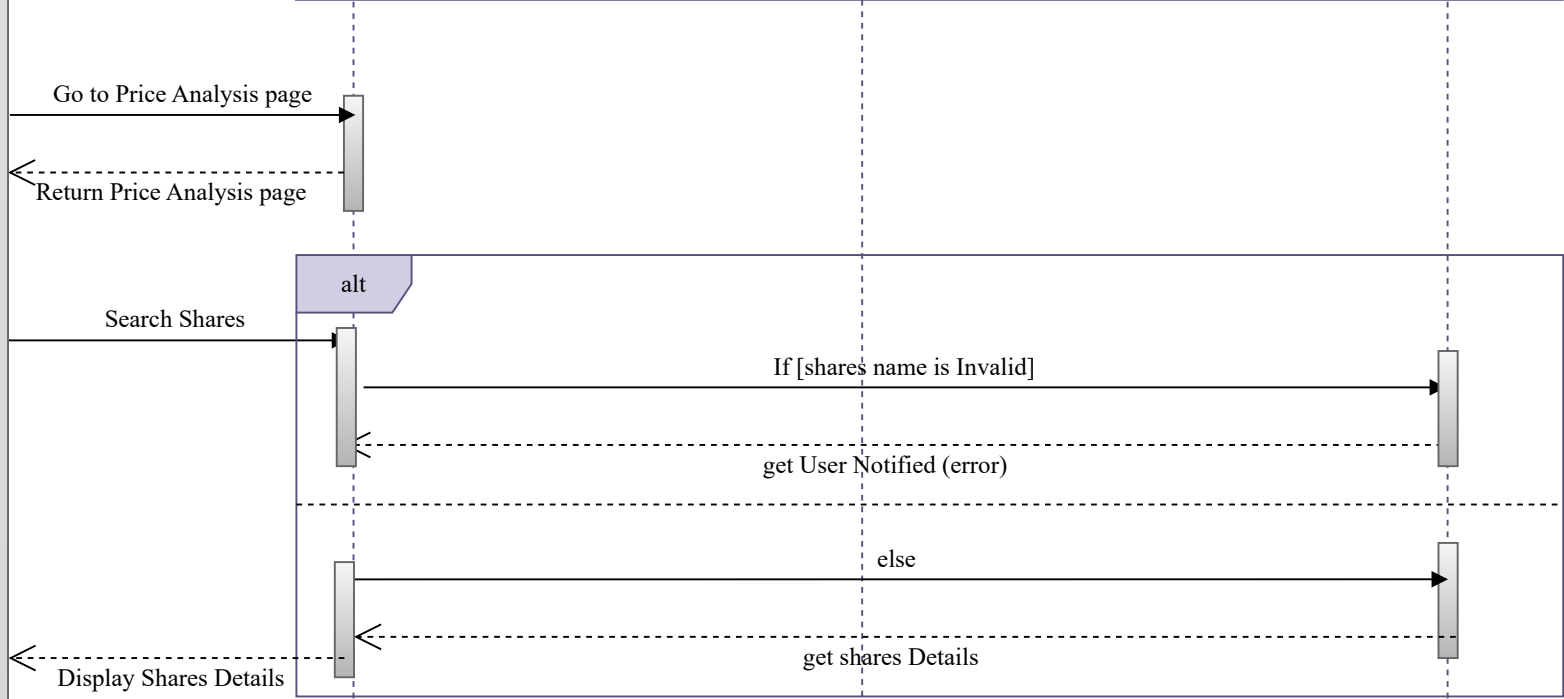 Go to Price Analysis page
Return Price Analysis page
alt
Search Shares
If [shares name is Invalid]
get User Notified (error)
else
get shares Details
Display Shares Details